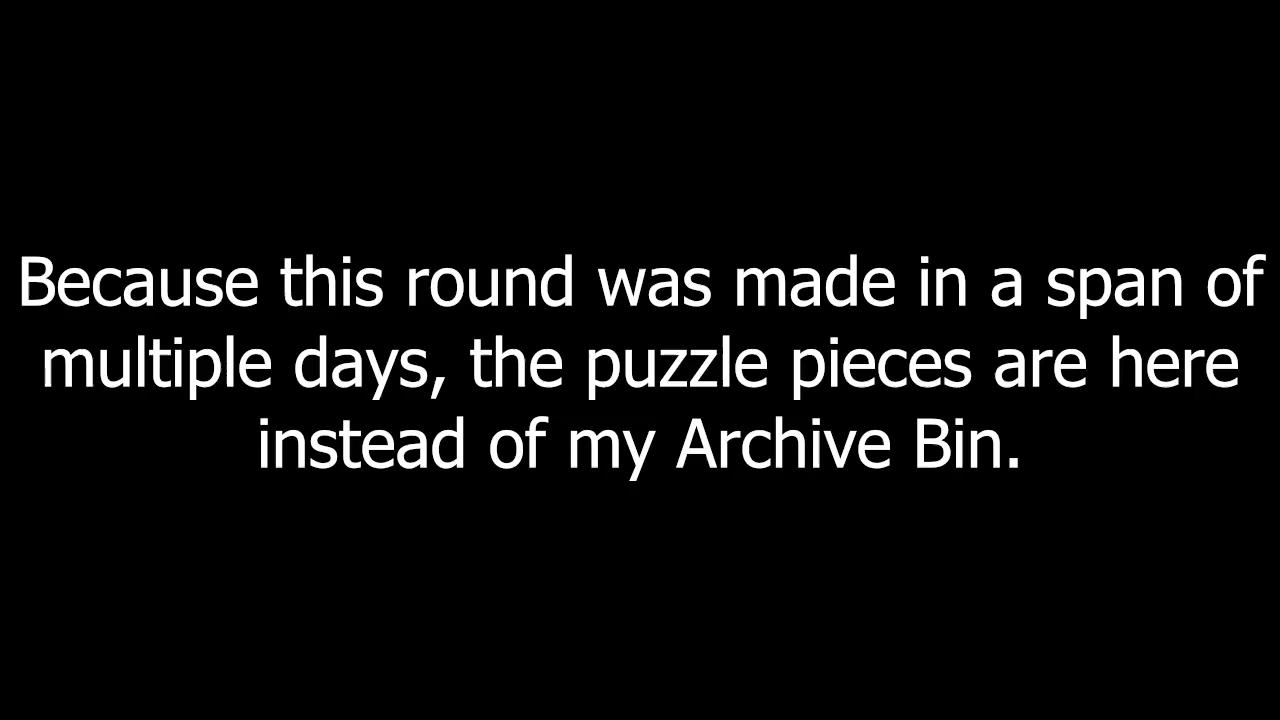 Because this round was made in a span of
multiple days, the puzzle pieces are here
instead of my Archive Bin.